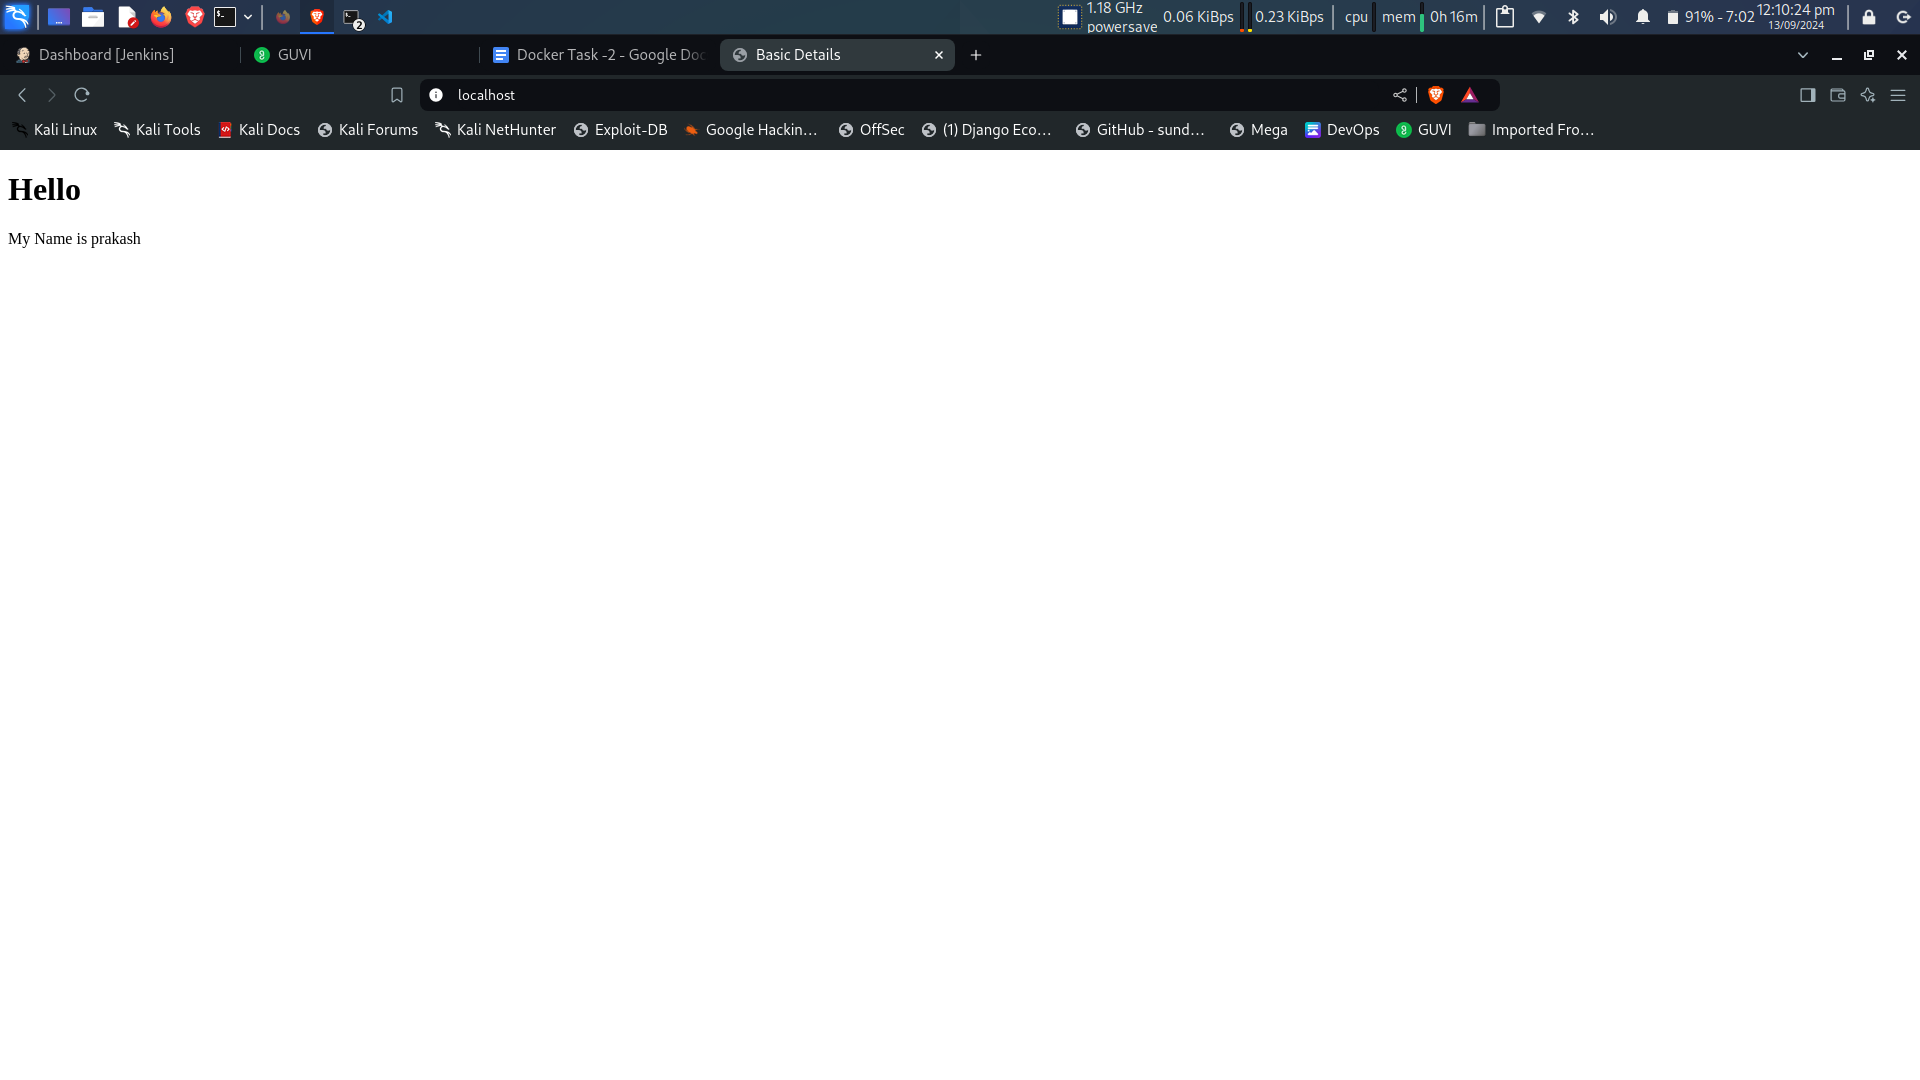 1.18 GHz
powersave
0.06 KiBps
0.23 KiBps
cpu
mem
0h 16m
91% - 7:02
12:10:24 pm
13/09/2024
2
Dashboard [Jenkins]
GUVI
Docker Task -2 - Google Doc
Basic Details
localhost
Kali Linux
Kali Tools
Kali Docs
Kali Forums
Kali NetHunter
Exploit-DB
Google Hackin…
OffSec
(1) Django Eco…
GitHub - sund…
Mega
DevOps
GUVI
Imported Fro…
Hello
My Name is prakash